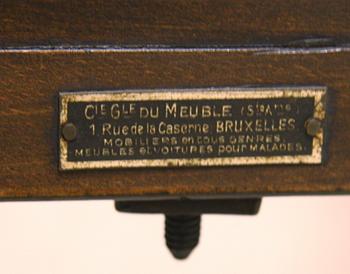 CIE GLE DU MEUBLE (STÉ AME)
1 Rue de la Caserne BRUXELLES.
MOBILIERS en tous GENRES
MEUBLES et VOITURES pour MALADES.